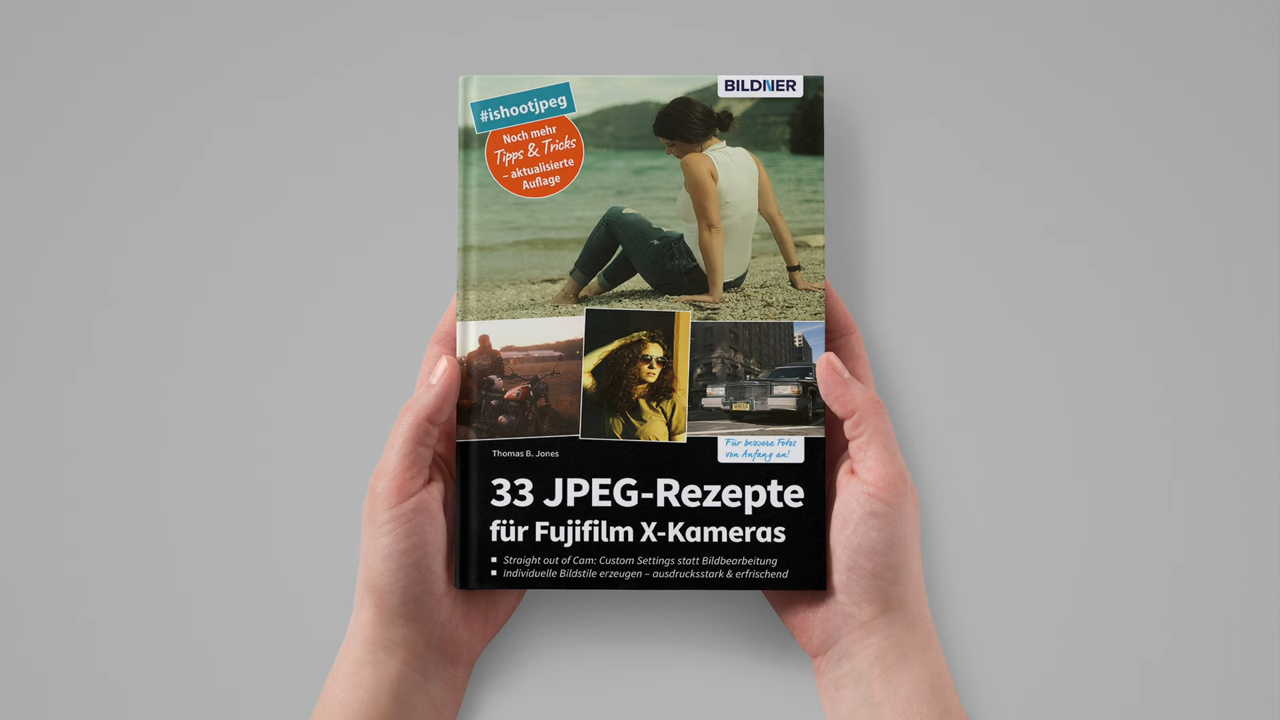 BILDNER
#ishootjpeg
Noch mehr
Tipps & Tricks
– aktualisierte
Auflage
Thomas B. Jones
Für bessere Fotos
von Anfang an!
33 JPEG-Rezepte
für Fujifilm X-Kameras
Straight out of Cam: Custom Settings statt Bildbearbeitung
Individuelle Bildstile erzeugen – ausdrucksstark & erfrischend